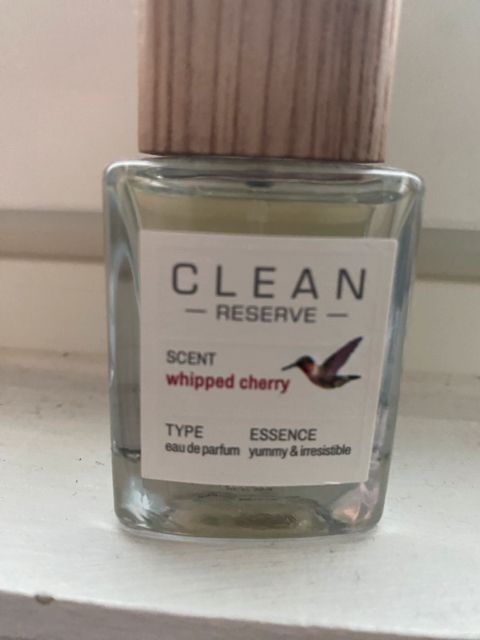 CLEAN
— RESERVE —
SCENT
whipped cherry
TYPE ESSENCE
eau de parfum yummy & irresistible